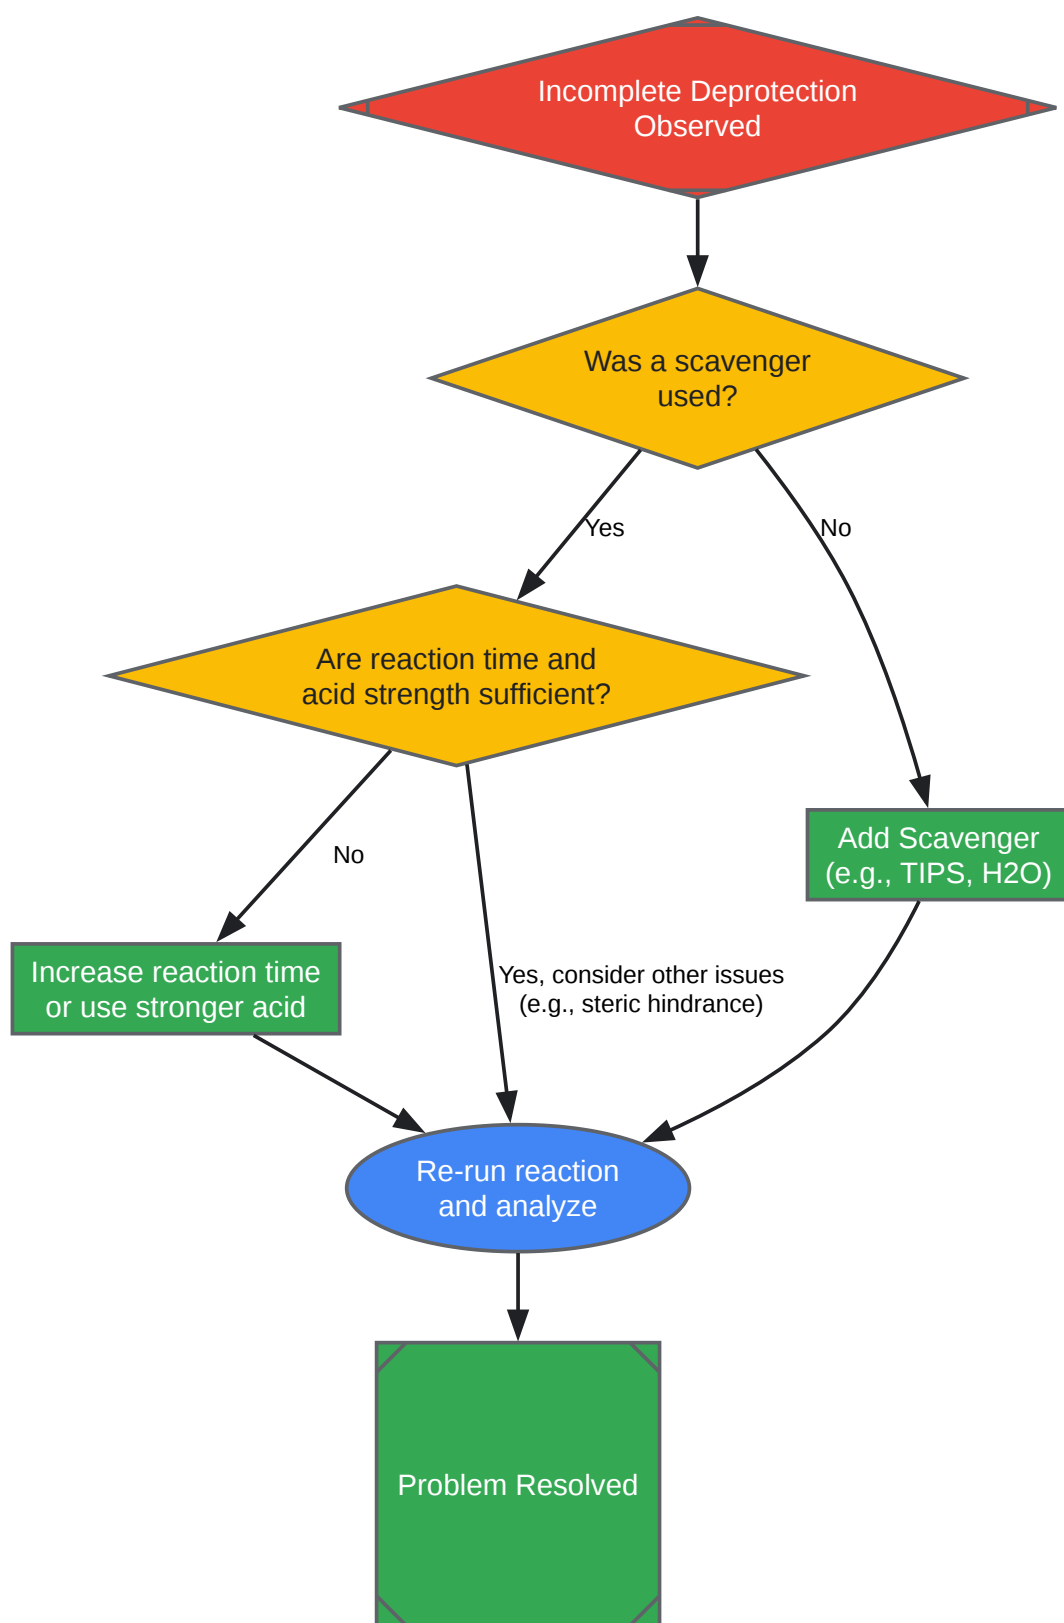 Incomplete Deprotection
Observed
Was a scavenger
used?
Yes
No
Are reaction time and
acid strength sufficient?
No
Add Scavenger
(e.g., TIPS, H2O)
Increase reaction time
or use stronger acid
Yes, consider other issues
(e.g., steric hindrance)
Re-run reaction
and analyze
Problem Resolved